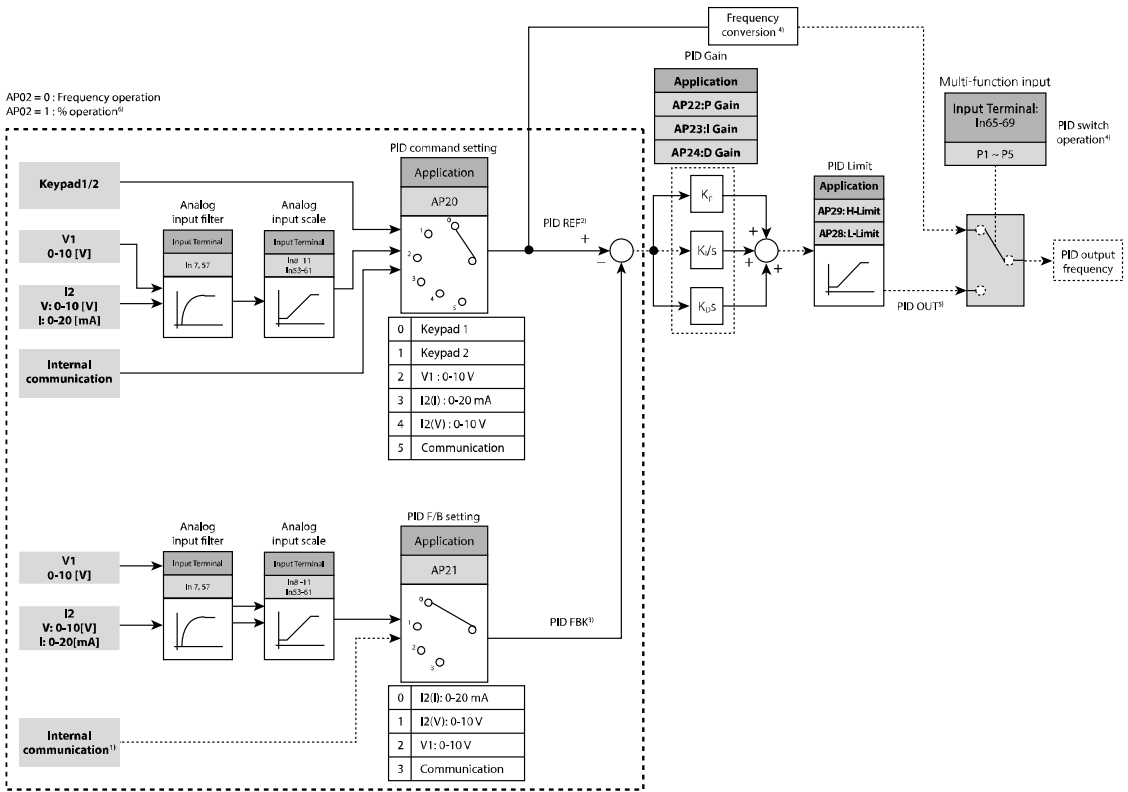 Frequency
conversion 4)
PID Gain
Application
AP22:P Gain
AP23:I Gain
AP24:D Gain
Multi-function input
Input Terminal:
In65-69
P1 ~ P5
PID switch
operation4)
AP02 = 0 : Frequency operation
AP02 = 1 : % operation6)
PID command setting
Application
AP20
0
1
2
3
4
5
Keypad1/2
Analog
input filter
Input Terminal
In 7, 57
Analog
input scale
Input Terminal
In8 -11
In53-61
V1
0-10 [V]
I2
V: 0-10 [V]
I: 0-20 [mA]
Internal
communication
0 Keypad 1
1 Keypad 2
2 V1 : 0-10 V
3 I2(I) : 0-20 mA
4 I2(V) : 0-10 V
5 Communication
PID REF2)
+
−
KP
KI/s
KDs
+
+
+
PID Limit
Application
AP29: H-Limit
AP28: L-Limit
PID OUT5)
PID output
frequency
PID F/B setting
Application
AP21
0
1
2
3
Analog
input filter
Input Terminal
In 7, 57
Analog
input scale
Input Terminal
In8 -11
In53-61
V1
0-10 [V]
I2
V: 0-10[V]
I: 0-20[mA]
Internal
communication1)
PID FBK3)
0 I2(I): 0-20 mA
1 I2(V): 0-10 V
2 V1: 0-10 V
3 Communication